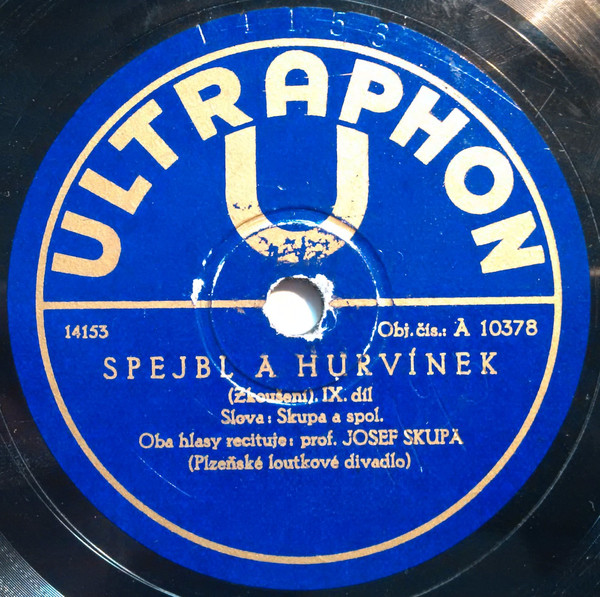 14153
ULTRAPHON
U
14153
Obj. čís.: A 10378
SPEJBL A HURVÍNEK
(Zkoušení) IX. díl
Slova: Skupa a spol.
Oba hlasy recituje: prof. JOSEF SKUPA
(Plzeňské loutkové divadlo)